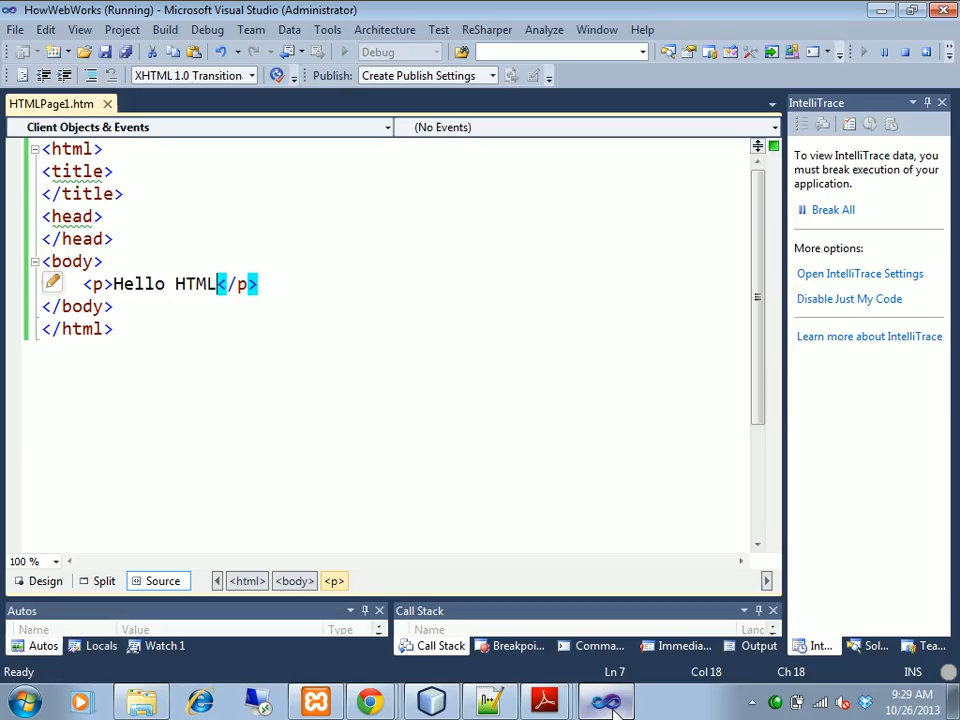 HowWebWorks (Running) - Microsoft Visual Studio (Administrator)
File Edit View Project Build Debug Team Data Tools Architecture Test ReSharper Analyze Window Help
Debug
XHTML 1.0 Transition Publish: Create Publish Settings
HTMLPage1.htm
IntelliTrace
Client Objects & Events (No Events)
<html>
<title>
</title>
<head>
</head>
<body>
<p>Hello HTML</p>
</body>
</html>
To view IntelliTrace data, you must break execution of your application.
Break All
More options:
Open IntelliTrace Settings
Disable Just My Code
Learn more about IntelliTrace
100 %
Design Split Source <html> <body> <p>
Autos Call Stack
Name Value Type Name Lang
Autos Locals Watch 1 Call Stack Breakpoi... Comma... Immedia... Output Int... Sol... Tea...
Ready Ln 7 Col 18 Ch 18 INS
9:29 AM
10/26/2013